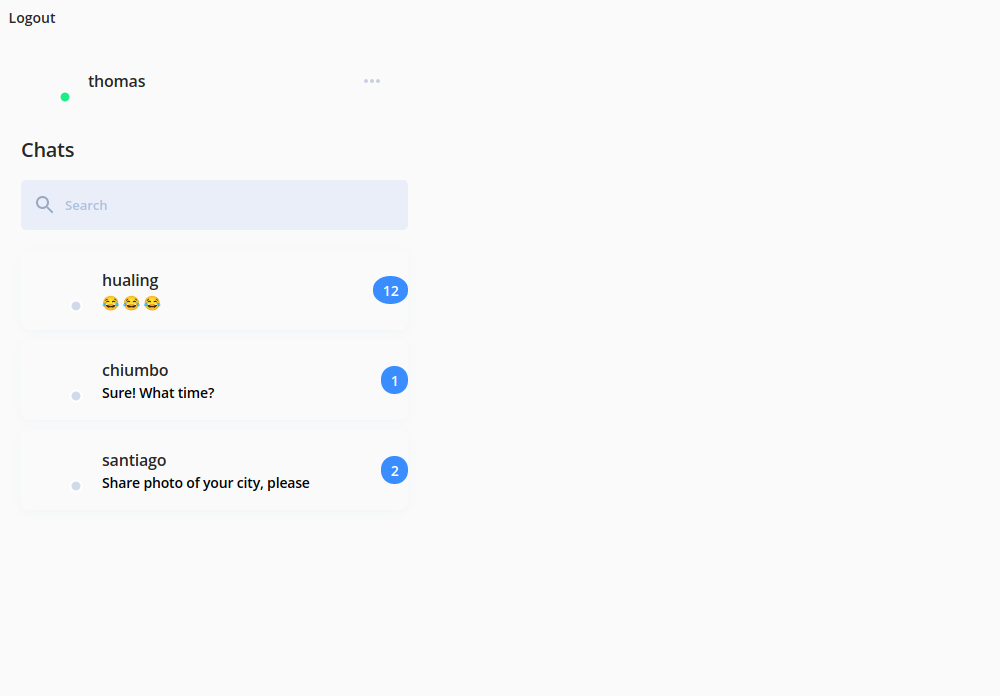 Logout
thomas
Chats
Search
hualing
😂 😂 😂
12
chiumbo
Sure! What time?
1
santiago
Share photo of your city, please
2